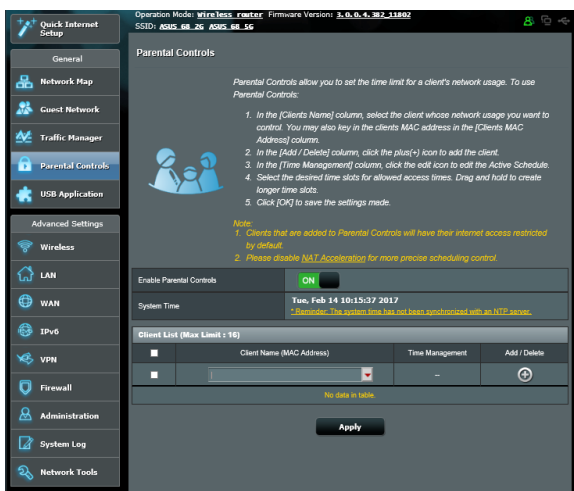 Quick Internet
Setup
Operation Mode: Wireless router Firmware Version: 3.0.0.4.382_11802
SSID: ASUS_68_2G ASUS_68_5G
General
Network Map
Guest Network
Traffic Manager
Parental Controls
USB Application
Advanced Settings
Wireless
LAN
WAN
IPv6
VPN
Firewall
Administration
System Log
Network Tools
Parental Controls
Parental Controls allow you to set the time limit for a client's network usage. To use
Parental Controls:
1. In the [Clients Name] column, select the client whose network usage you want to
control. You may also key in the clients MAC address in the [Clients MAC
Address] column.
2. In the [Add / Delete] column, click the plus(+) icon to add the client.
3. In the [Time Management] column, click the edit icon to edit the Active Schedule.
4. Select the desired time slots for allowed access times. Drag and hold to create
longer time slots.
5. Click [OK] to save the settings made.
Note:
1. Clients that are added to Parental Controls will have their internet access restricted
by default.
2. Please disable NAT Acceleration for more precise scheduling control.
Enable Parental Controls
ON
System Time
Tue, Feb 14 10:15:37 2017
* Reminder: The system time has not been synchronized with an NTP server.
Client List (Max Limit : 16)
Client Name (MAC Address)
Time Management
Add / Delete
–
No data in table.
Apply